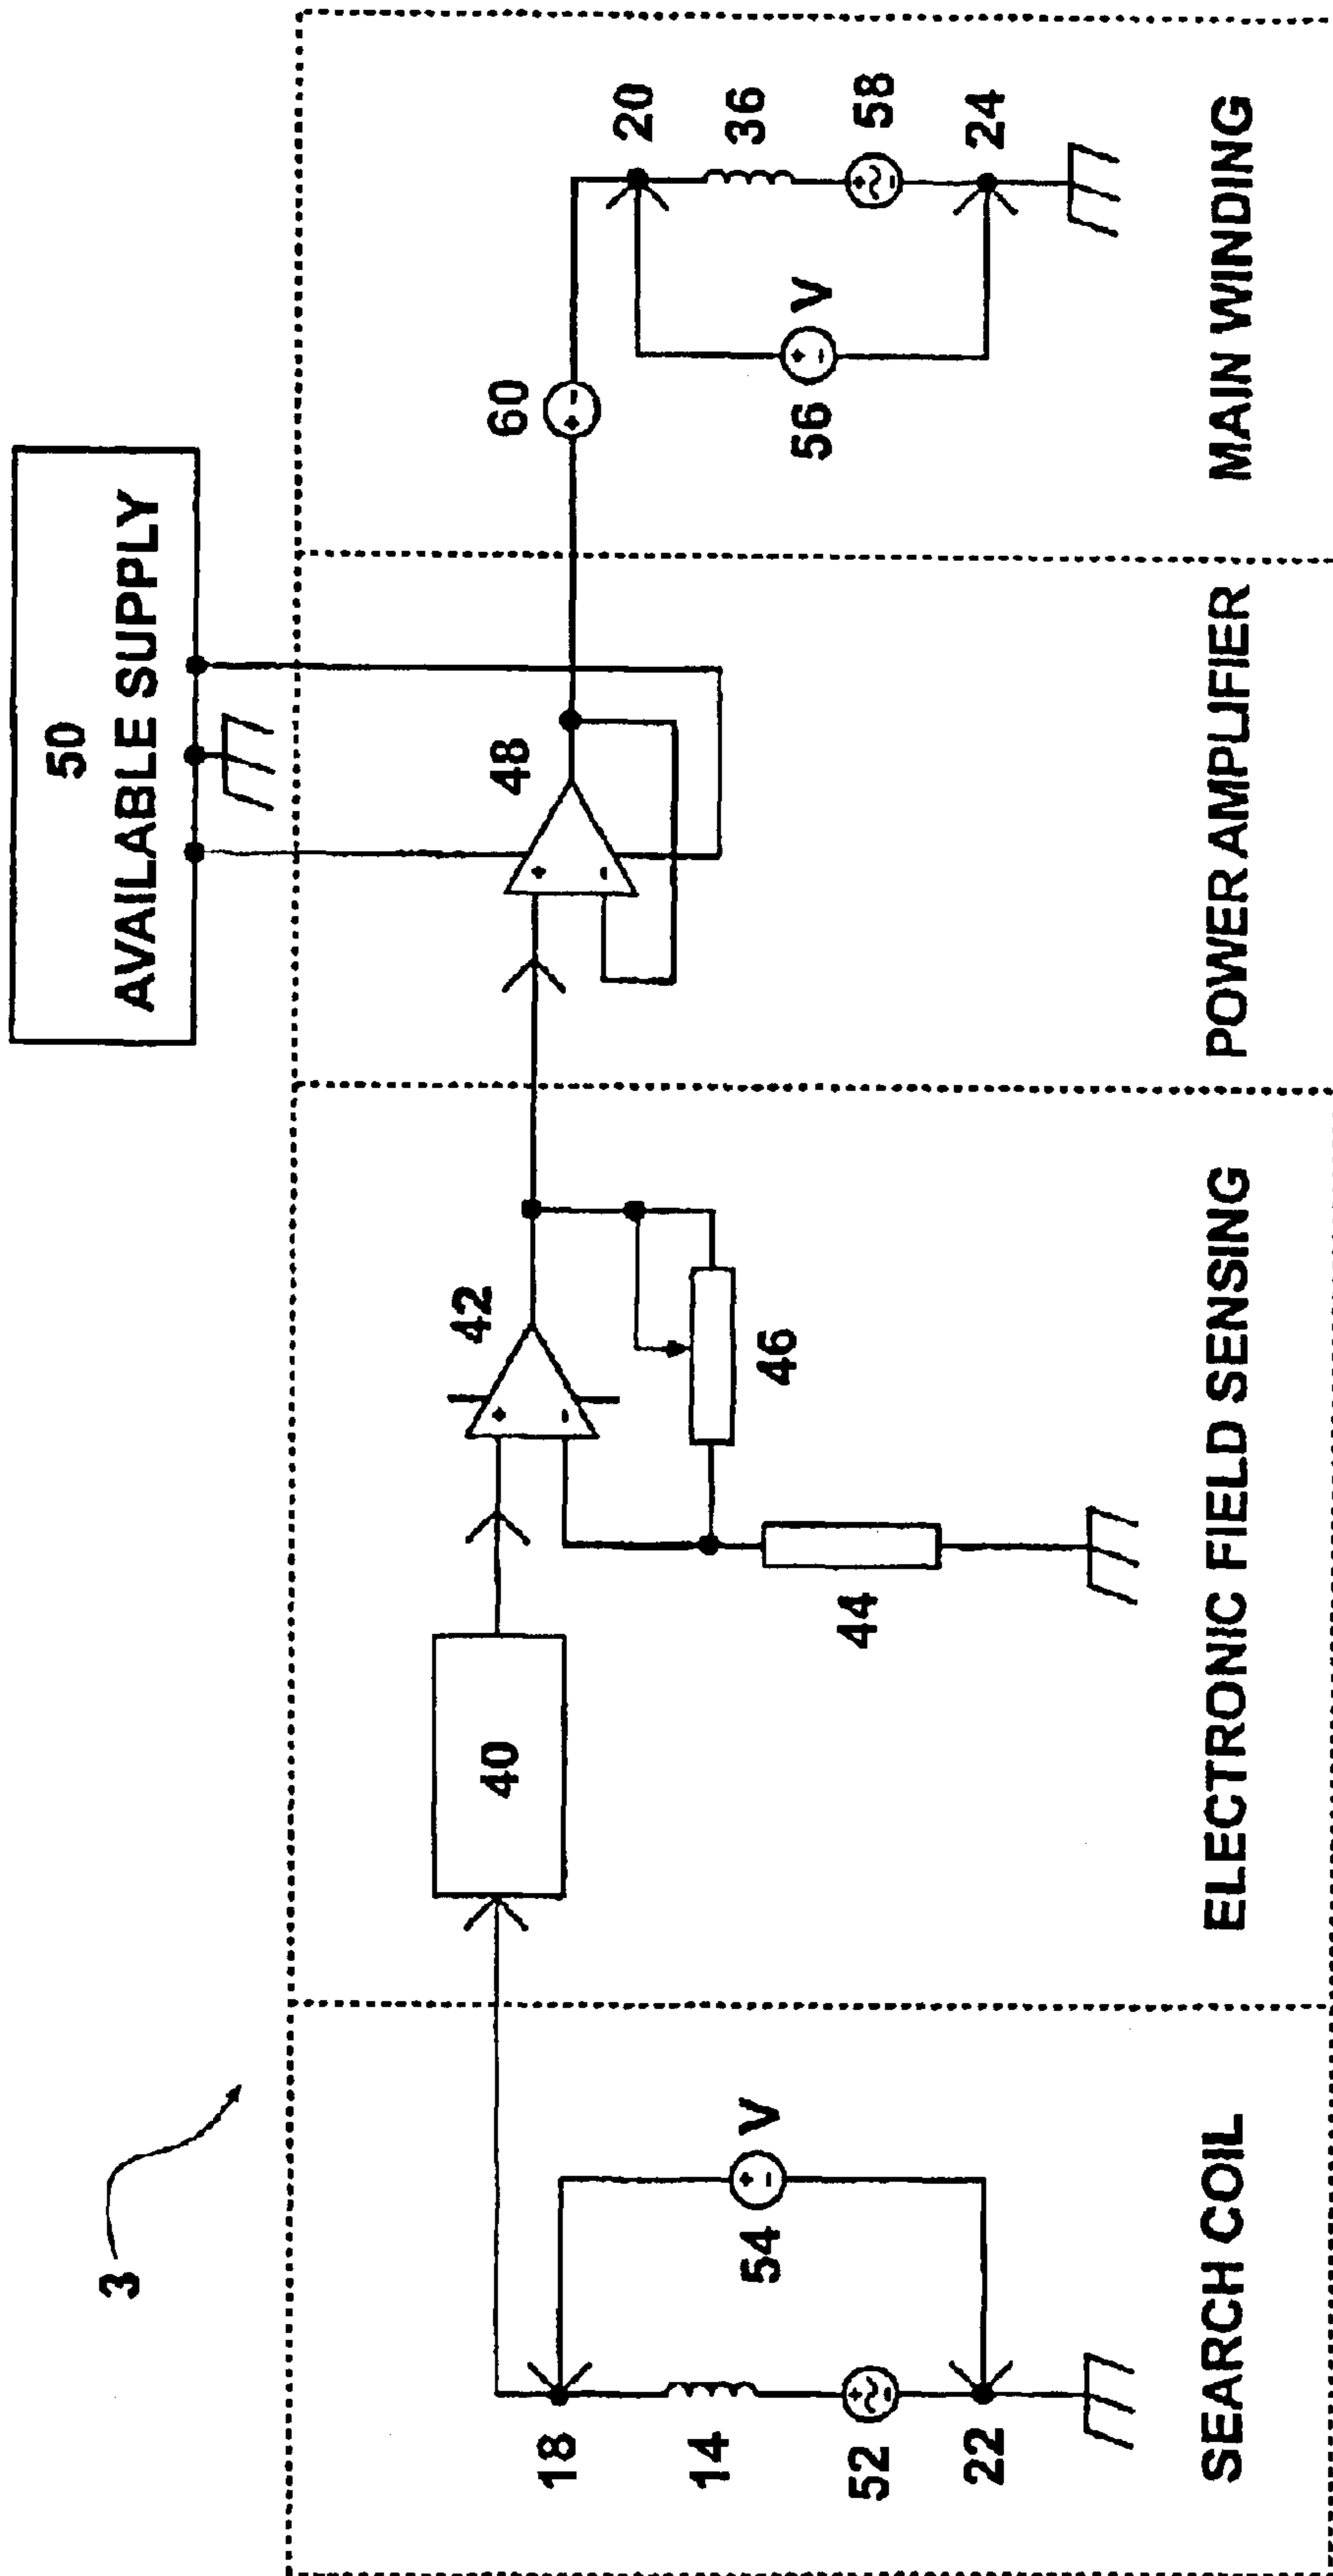 3
50
AVAILABLE SUPPLY
18
14
52
22
54
V
SEARCH COIL
40
42
44
46
ELECTRONIC FIELD SENSING
48
POWER AMPLIFIER
60
20
36
58
24
56
V
MAIN WINDING